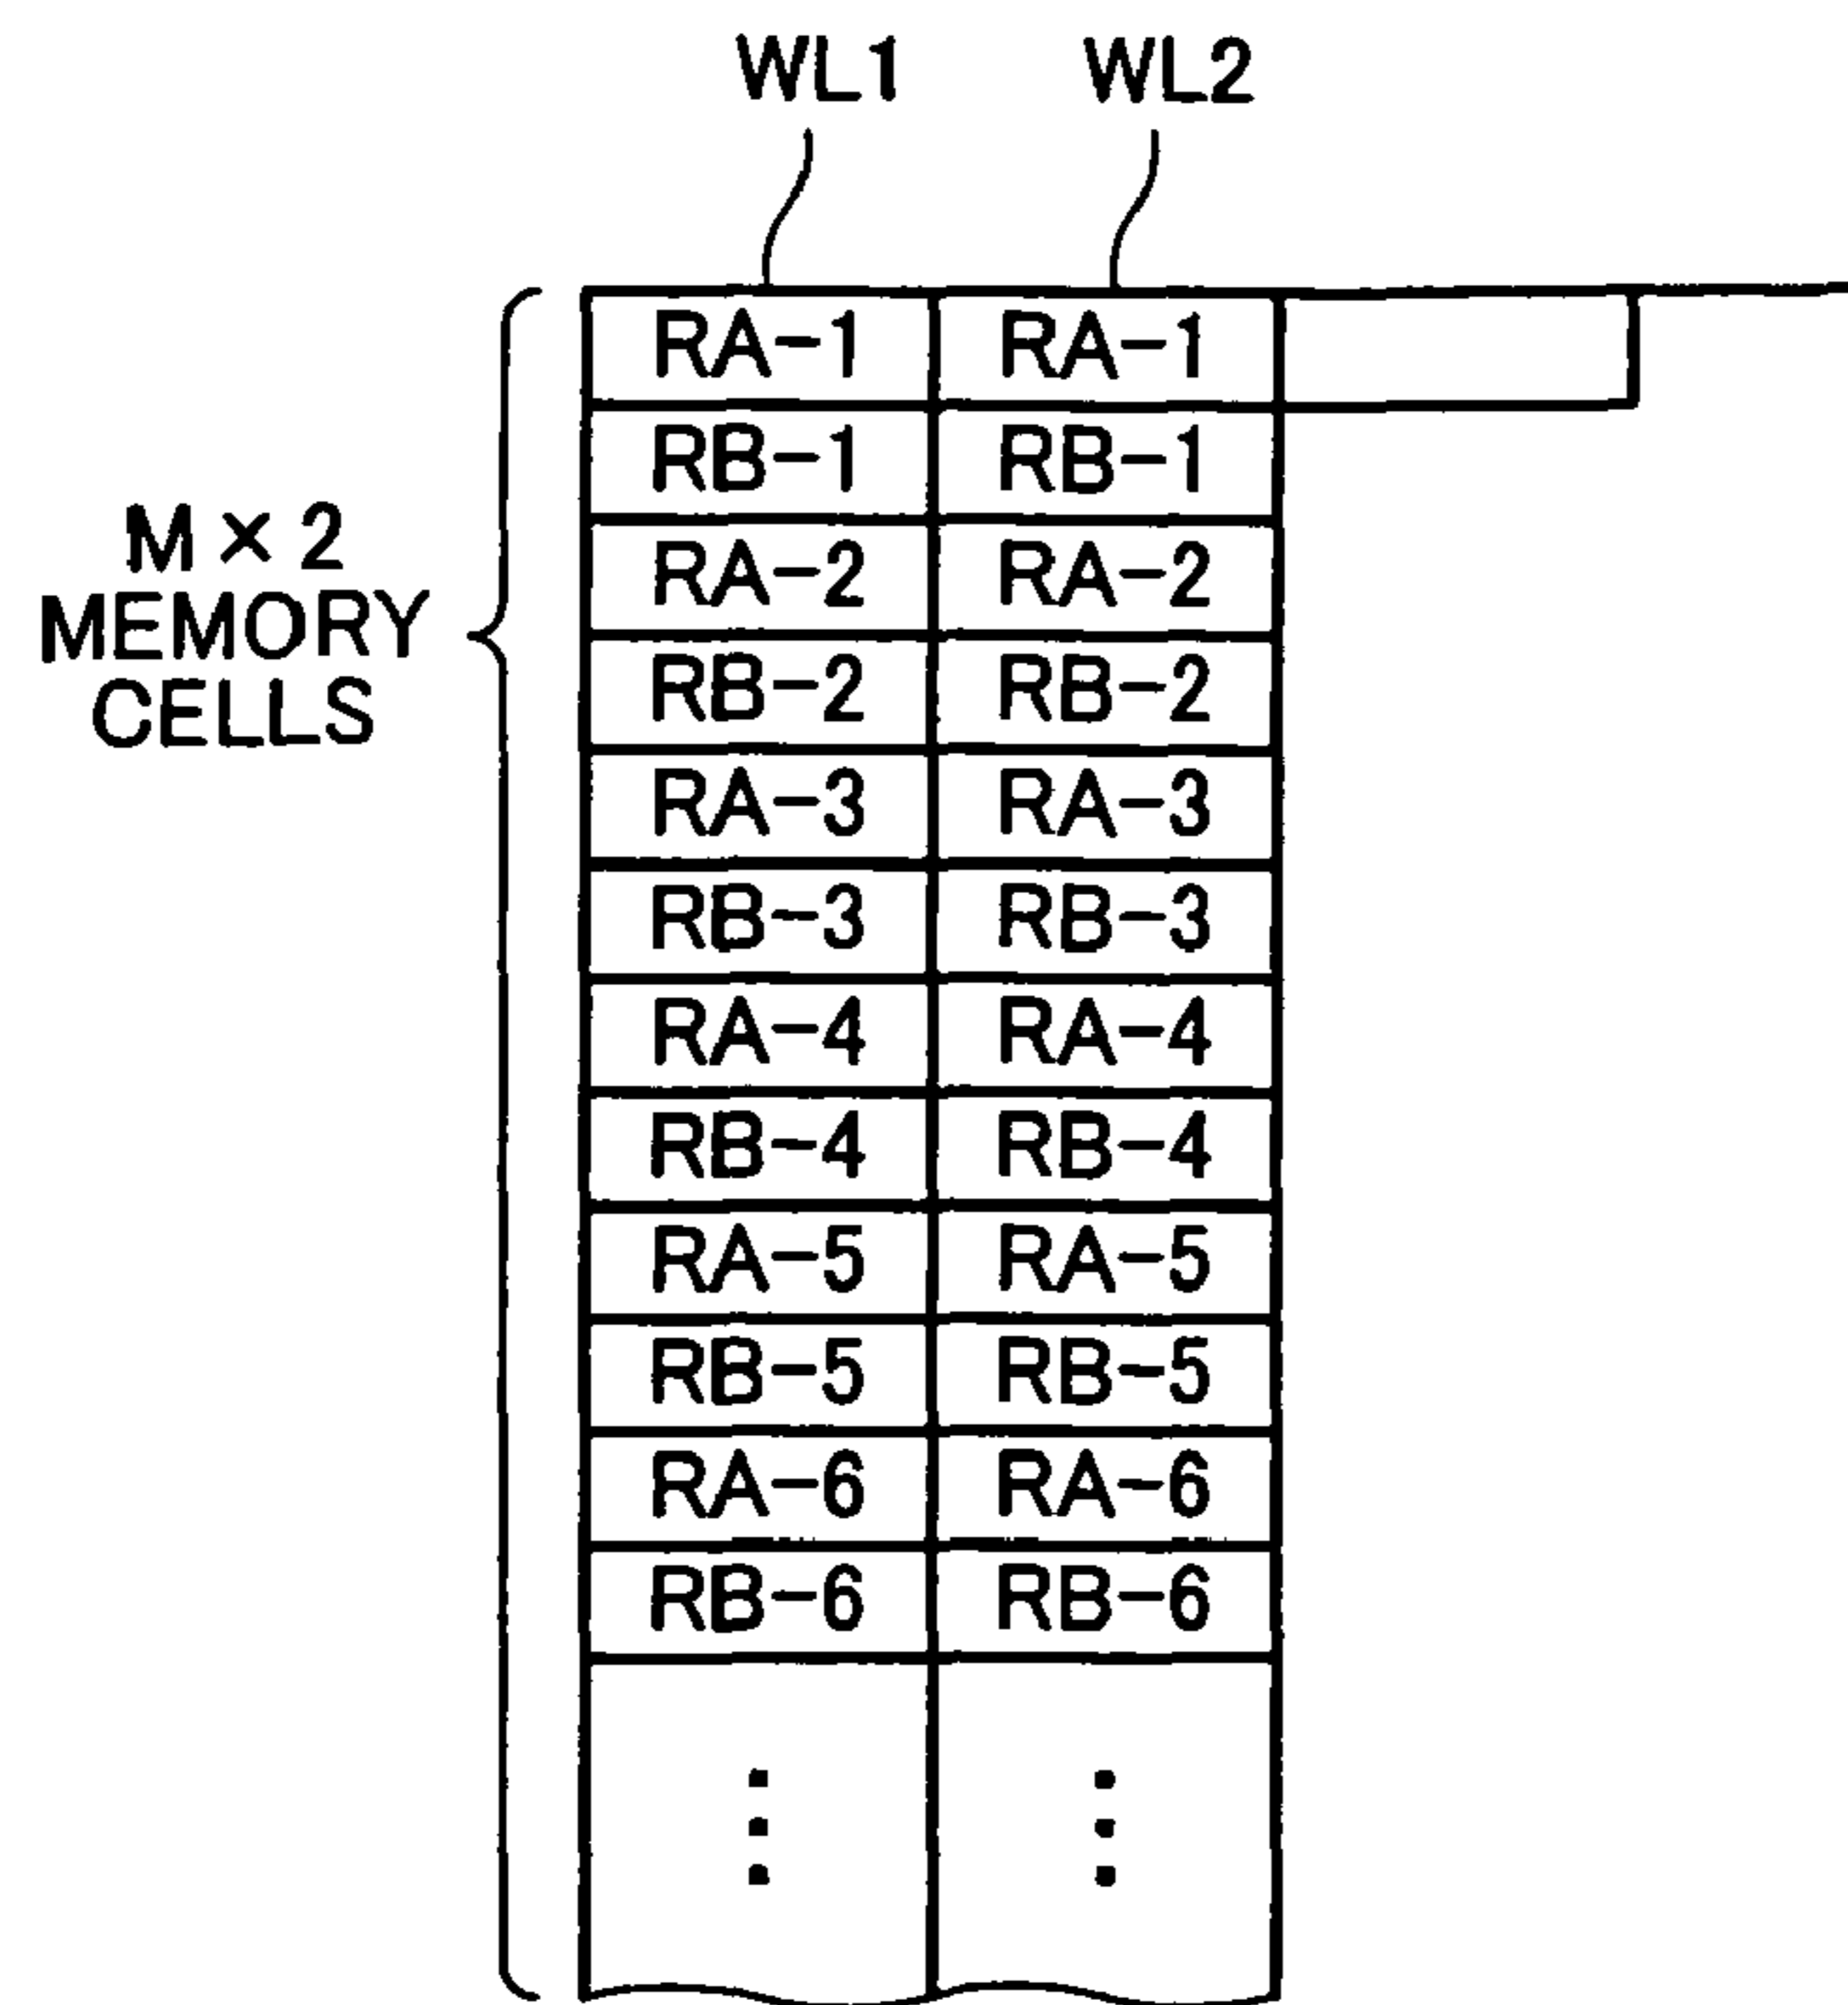 WL1 WL2
M×2
MEMORY
CELLS
RA-1 RA-1
RB-1 RB-1
RA-2 RA-2
RB-2 RB-2
RA-3 RA-3
RB-3 RB-3
RA-4 RA-4
RB-4 RB-4
RA-5 RA-5
RB-5 RB-5
RA-6 RA-6
RB-6 RB-6